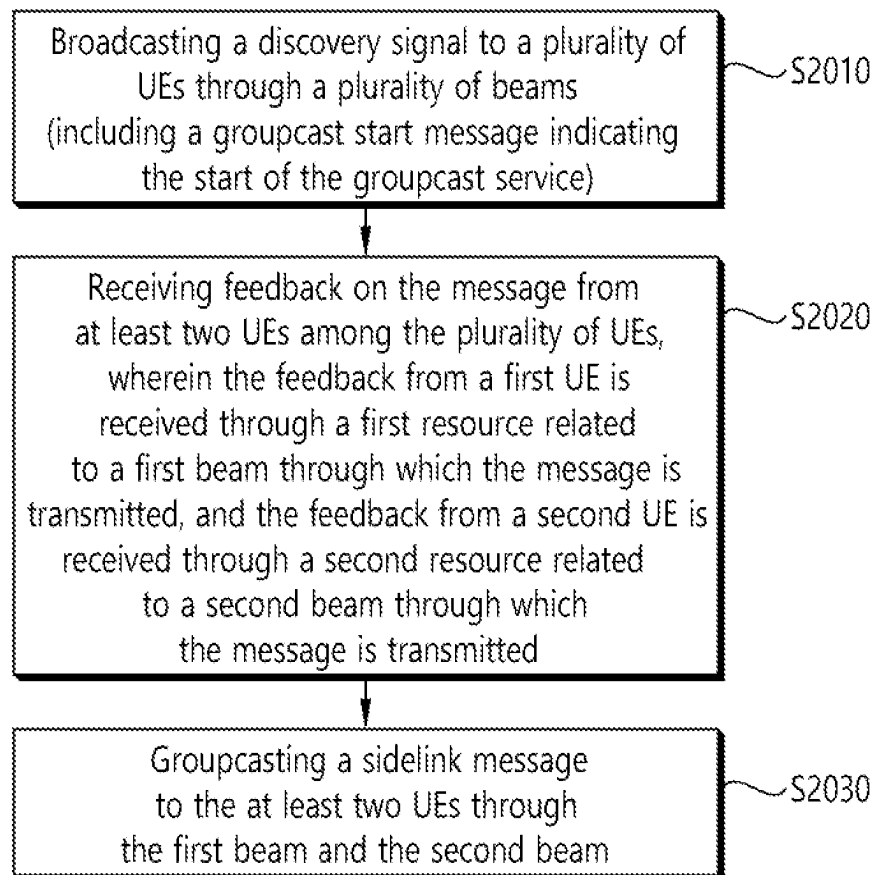 Broadcasting a discovery signal to a plurality of
UEs through a plurality of beams
(including a groupcast start message indicating
the start of the groupcast service)
S2010
Receiving feedback on the message from
at least two UEs among the plurality of UEs,
wherein the feedback from a first UE is
received through a first resource related
to a first beam through which the message is
transmitted, and the feedback from a second UE is
received through a second resource related
to a second beam through which
the message is transmitted
S2020
Groupcasting a sidelink message
to the at least two UEs through
the first beam and the second beam
S2030